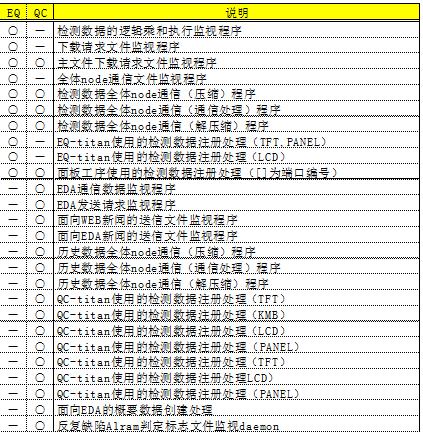 EQ QC 说明
○ － 检测数据的逻辑乘和执行监视程序
○ － 下载请求文件监视程序
○ ○ 主文件下载请求文件监视程序
○ － 全体node通信文件监视程序
○ ○ 检测数据全体node通信（压缩）程序
○ ○ 检测数据全体node通信（通信处理）程序
○ ○ 检测数据全体node通信（解压缩）程序
○ － EQ-titan使用的检测数据注册处理（TFT,PANEL）
○ － EQ-titan使用的检测数据注册处理（LCD）
○ ○ 面板工序使用的检测数据注册处理（[]为端口编号）
－ ○ EDA通信数据监视程序
－ ○ EDA发送请求监视程序
－ ○ 面向WEB新闻的送信文件监视程序
－ ○ 面向EDA新闻的送信文件监视程序
－ ○ 历史数据全体node通信（压缩）程序
－ ○ 历史数据全体node通信（通信处理）程序
－ ○ 历史数据全体node通信（解压缩）程序
－ ○ QC-titan使用的检测数据注册处理（TFT）
－ ○ QC-titan使用的检测数据注册处理（KMB）
－ ○ QC-titan使用的检测数据注册处理（LCD）
－ ○ QC-titan使用的检测数据注册处理（PANEL）
－ ○ QC-titan使用的检测数据注册处理（TFT）
－ ○ QC-titan使用的检测数据注册处理LCD）
－ ○ QC-titan使用的检测数据注册处理（PANEL）
－ ○ 面向EDA的概要数据创建处理
－ ○ 反复缺陷Alram判定标志文件监视daemon